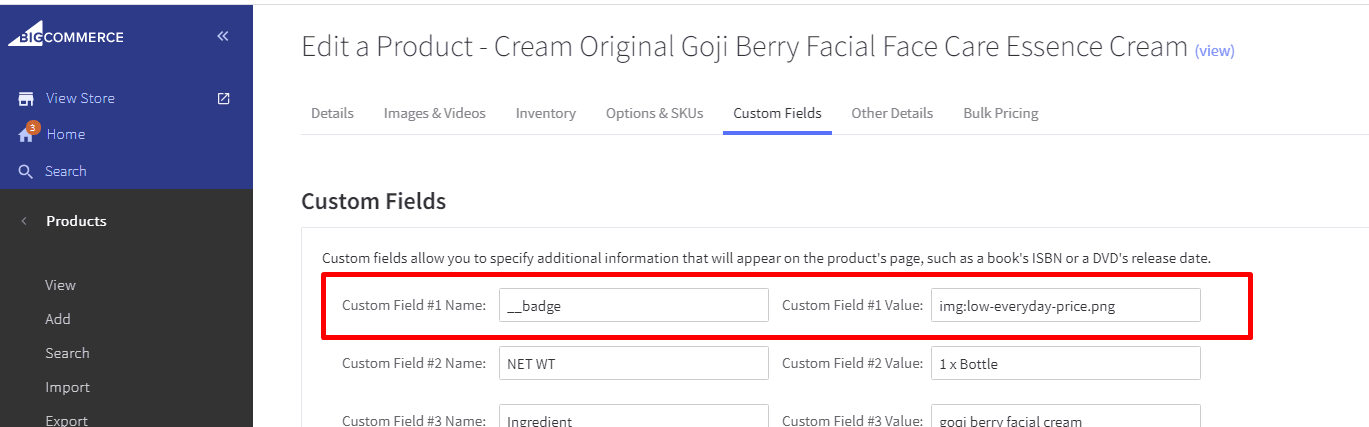 BIGCOMMERCE
Edit a Product - Cream Original Goji Berry Facial Face Care Essence Cream (view)
View Store
3
Home
Search
Products
View
Add
Search
Import
Export
Details Images & Videos Inventory Options & SKUs Custom Fields Other Details Bulk Pricing
Custom Fields
Custom fields allow you to specify additional information that will appear on the product's page, such as a book's ISBN or a DVD's release date.
Custom Field #1 Name: __badge Custom Field #1 Value: img:low-everyday-price.png
Custom Field #2 Name: NET WT Custom Field #2 Value: 1 x Bottle
Custom Field #3 Name: Ingredient Custom Field #3 Value: goqi berry facial cream